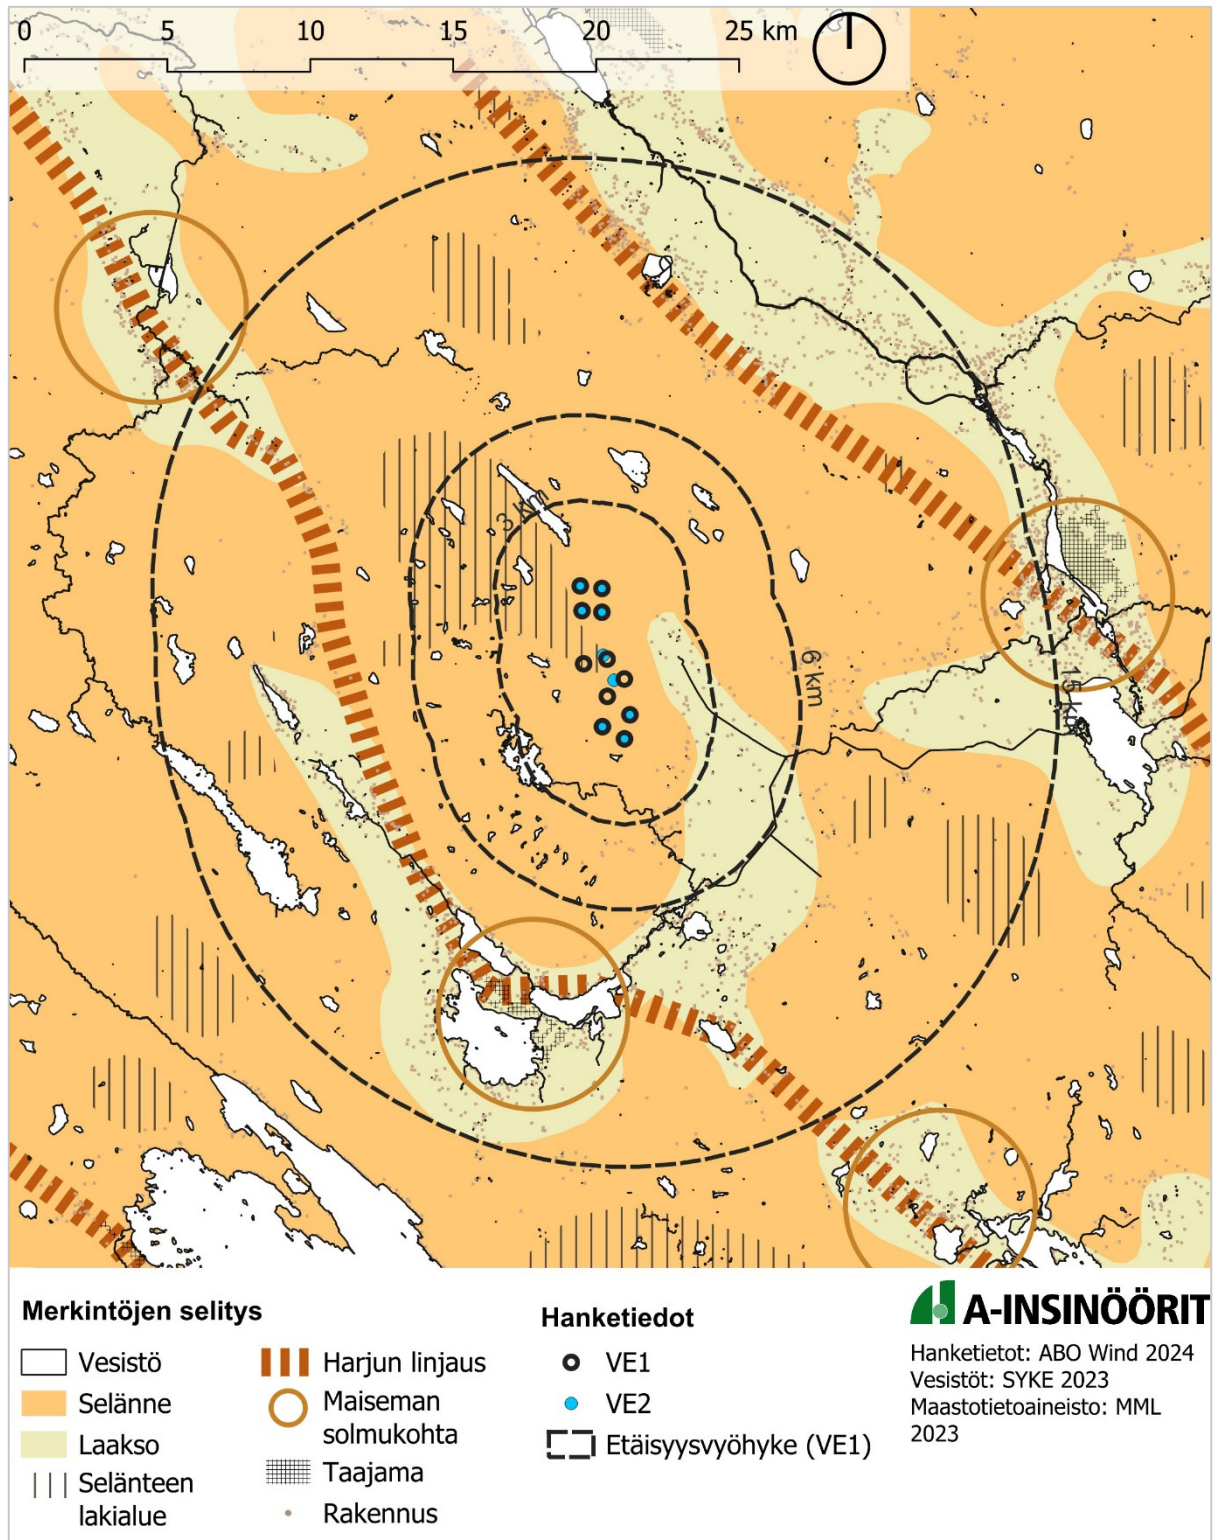 0 5 10 15 20 25 km
3 km
6 km
15 km
Merkintöjen selitys
Vesistö
Selänne
Laakso
Selänteen
lakialue
Harjun linjaus
Maiseman
solmukohta
Taajama
Rakennus
Hanketiedot
VE1
VE2
Etäisyysvyöhyke (VE1)
A-INSINÖÖRIT
Hanketietot: ABO Wind 2024
Vesistöt: SYKE 2023
Maastotietoaineisto: MML
2023